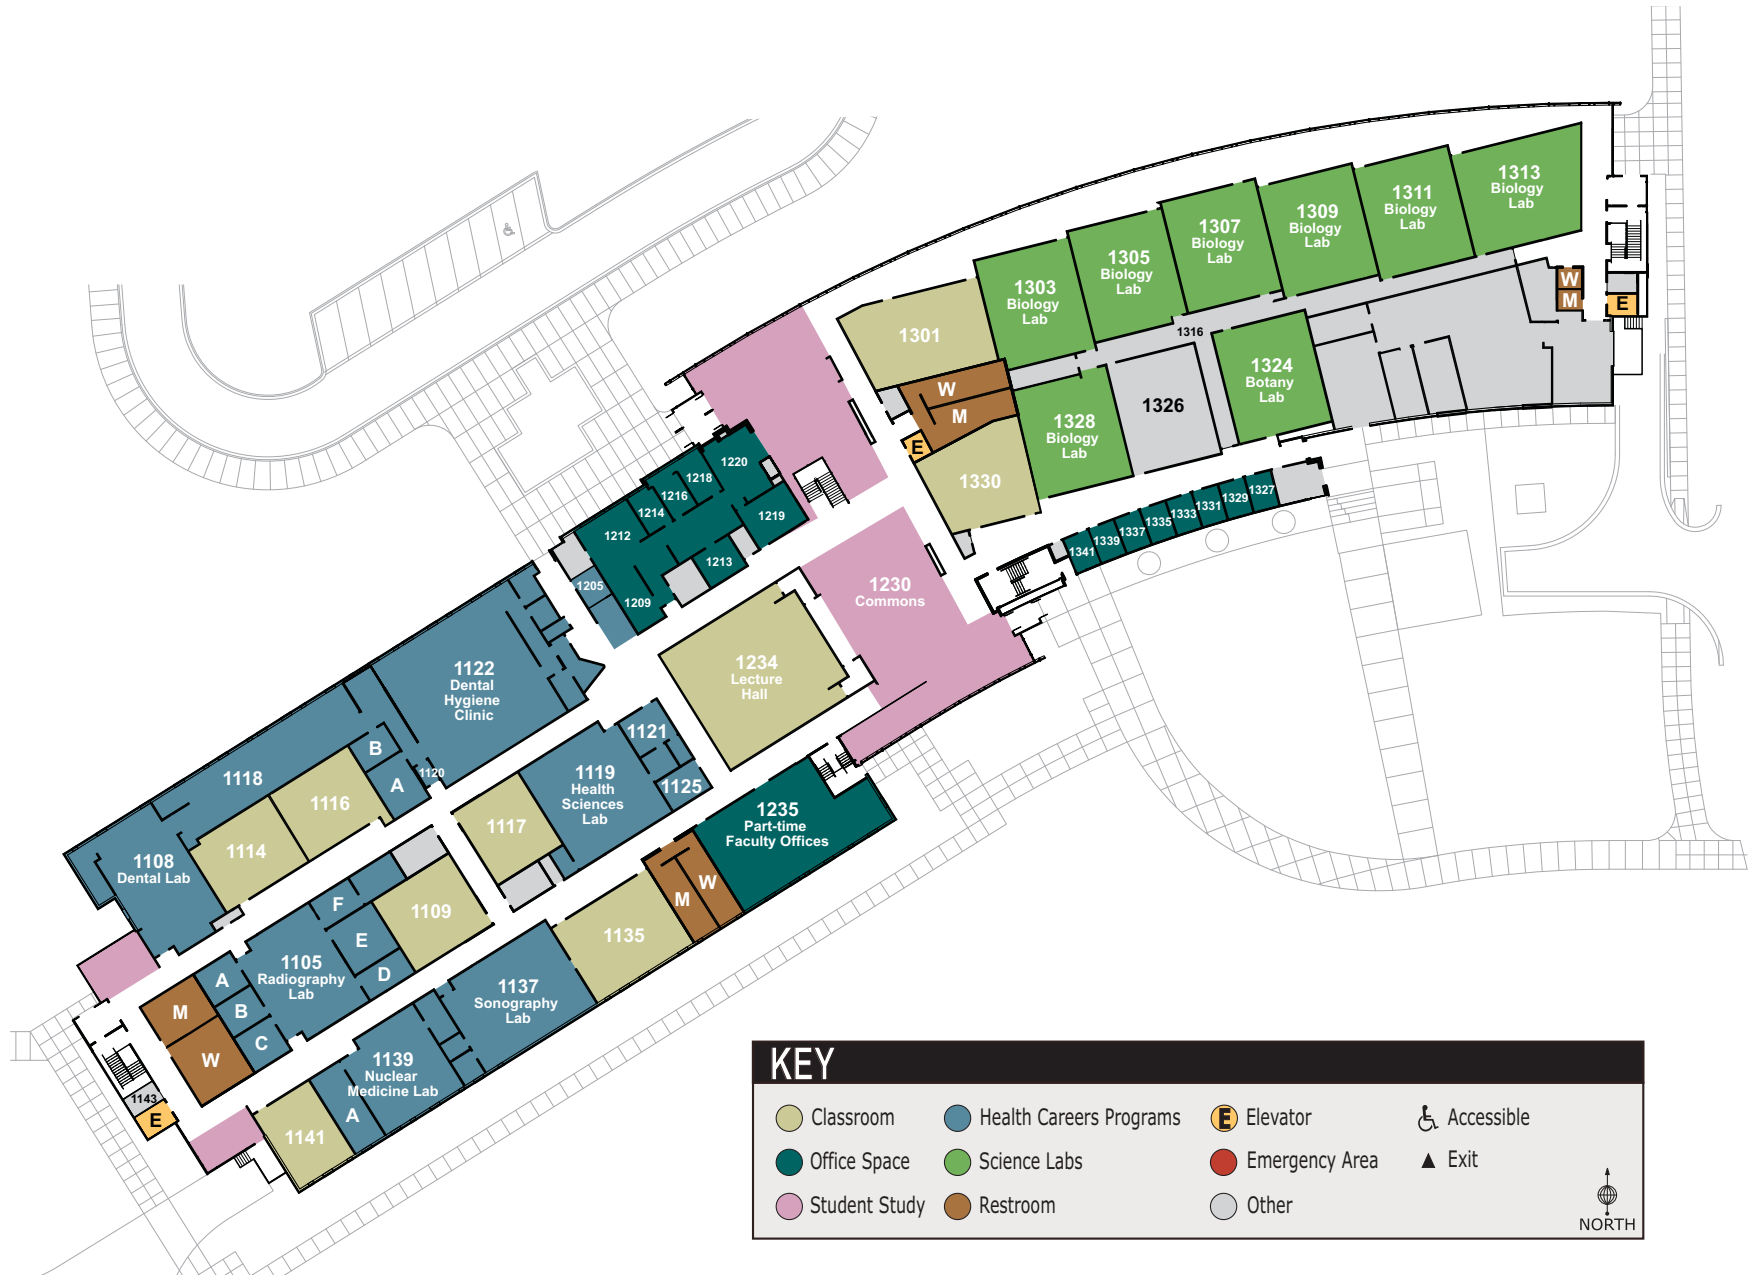 1313
Biology
Lab
1311
Biology
Lab
1309
Biology
Lab
1307
Biology
Lab
1305
Biology
Lab
1303
Biology
Lab
1301
W
M
E
1316
1324
Botany
Lab
1326
1328
Biology
Lab
W
M
E
1330
1327
1329
1331
1333
1335
1337
1339
1341
1220
1218
1216
1214
1212
1219
1213
1205
1209
1230
Commons
1234
Lecture
Hall
1122
Dental
Hygiene
Clinic
1121
1125
1119
Health
Sciences
Lab
1118
B
A
1120
1116
1114
1117
1235
Part-time
Faculty Offices
1108
Dental Lab
W
M
F
1109
E
D
1135
1105
Radiography
Lab
A
B
C
M
W
1137
Sonography
Lab
1139
Nuclear
Medicine Lab
A
1141
1143
E
KEY
Classroom
Health Careers Programs
E Elevator
Accessible
Office Space
Science Labs
Emergency Area
Exit
Student Study
Restroom
Other
NORTH